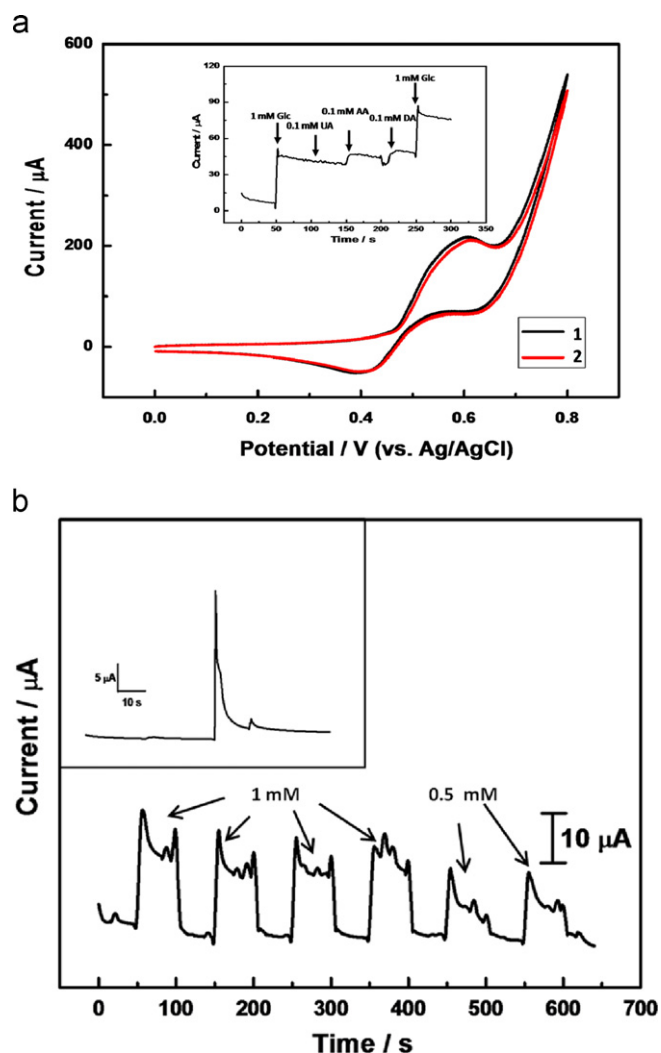 a
600
500
400
200
0
0.0 0.2 0.4 0.6 0.8
Current / μA
Potential / V (vs. Ag/AgCl)
1
2
120
90
60
30
0
0 50 100 150 200 250 300 350
Current / μA
Time / s
1 mM Glc
0.1 mM UA
0.1 mM AA
0.1 mM DA
1 mM Glc
b
Current / μA
5 μA
10 s
1 mM
0.5 mM
10 μA
0 100 200 300 400 500 600 700
Time / s